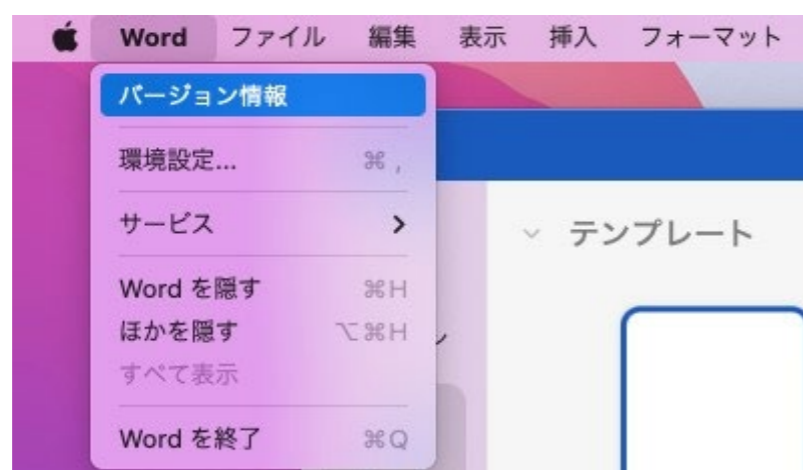 Word ファイル 編集 表示 挿入 フォーマット
バージョン情報
環境設定... ⌘ ,
サービス
テンプレート
Word を隠す ⌘H
ほかを隠す ⌥⌘H
すべて表示
Word を終了 ⌘Q